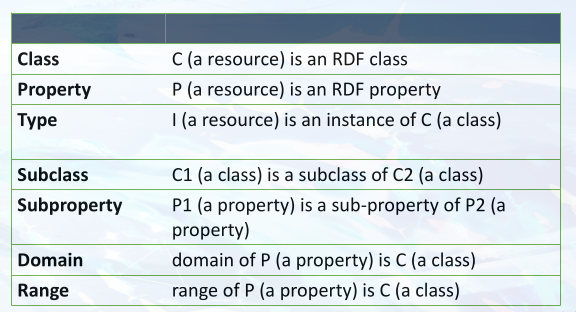 Class C (a resource) is an RDF class
Property P (a resource) is an RDF property
Type I (a resource) is an instance of C (a class)
Subclass C1 (a class) is a subclass of C2 (a class)
Subproperty P1 (a property) is a sub-property of P2 (a
property)
Domain domain of P (a property) is C (a class)
Range range of P (a property) is C (a class)